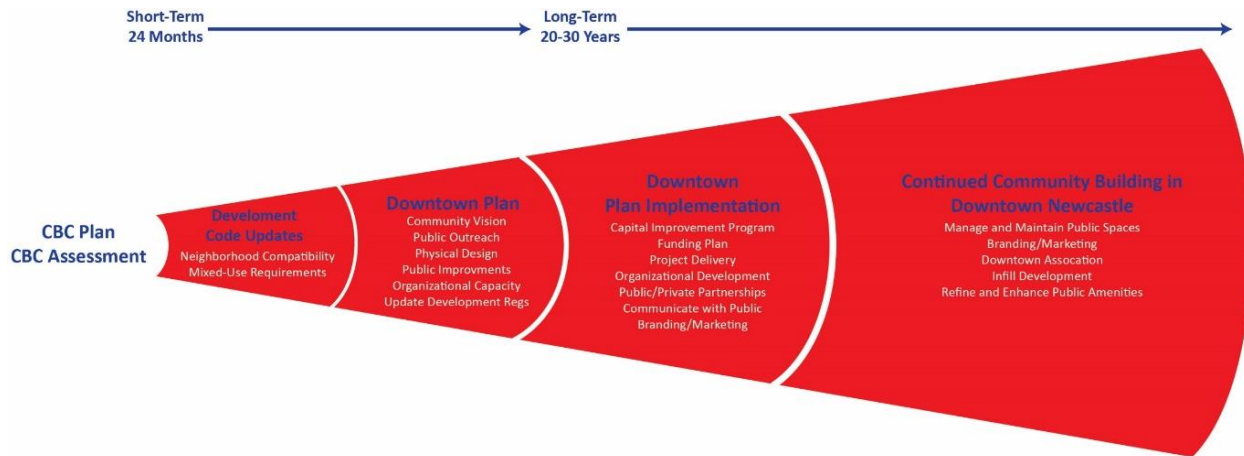 Short-Term
24 Months
Long-Term
20-30 Years
CBC Plan
CBC Assessment
Develoment
Code Updates
Neighborhood Compatibility
Mixed-Use Requirements
Downtown Plan
Community Vision
Public Outreach
Physical Design
Public Improvments
Organizational Capacity
Update Development Regs
Downtown
Plan Implementation
Capital Improvement Program
Funding Plan
Project Delivery
Organizational Development
Public/Private Partnerships
Communicate with Public
Branding/Marketing
Continued Community Building in
Downtown Newcastle
Manage and Maintain Public Spaces
Branding/Marketing
Downtown Assocation
Infill Development
Refine and Enhance Public Amenities